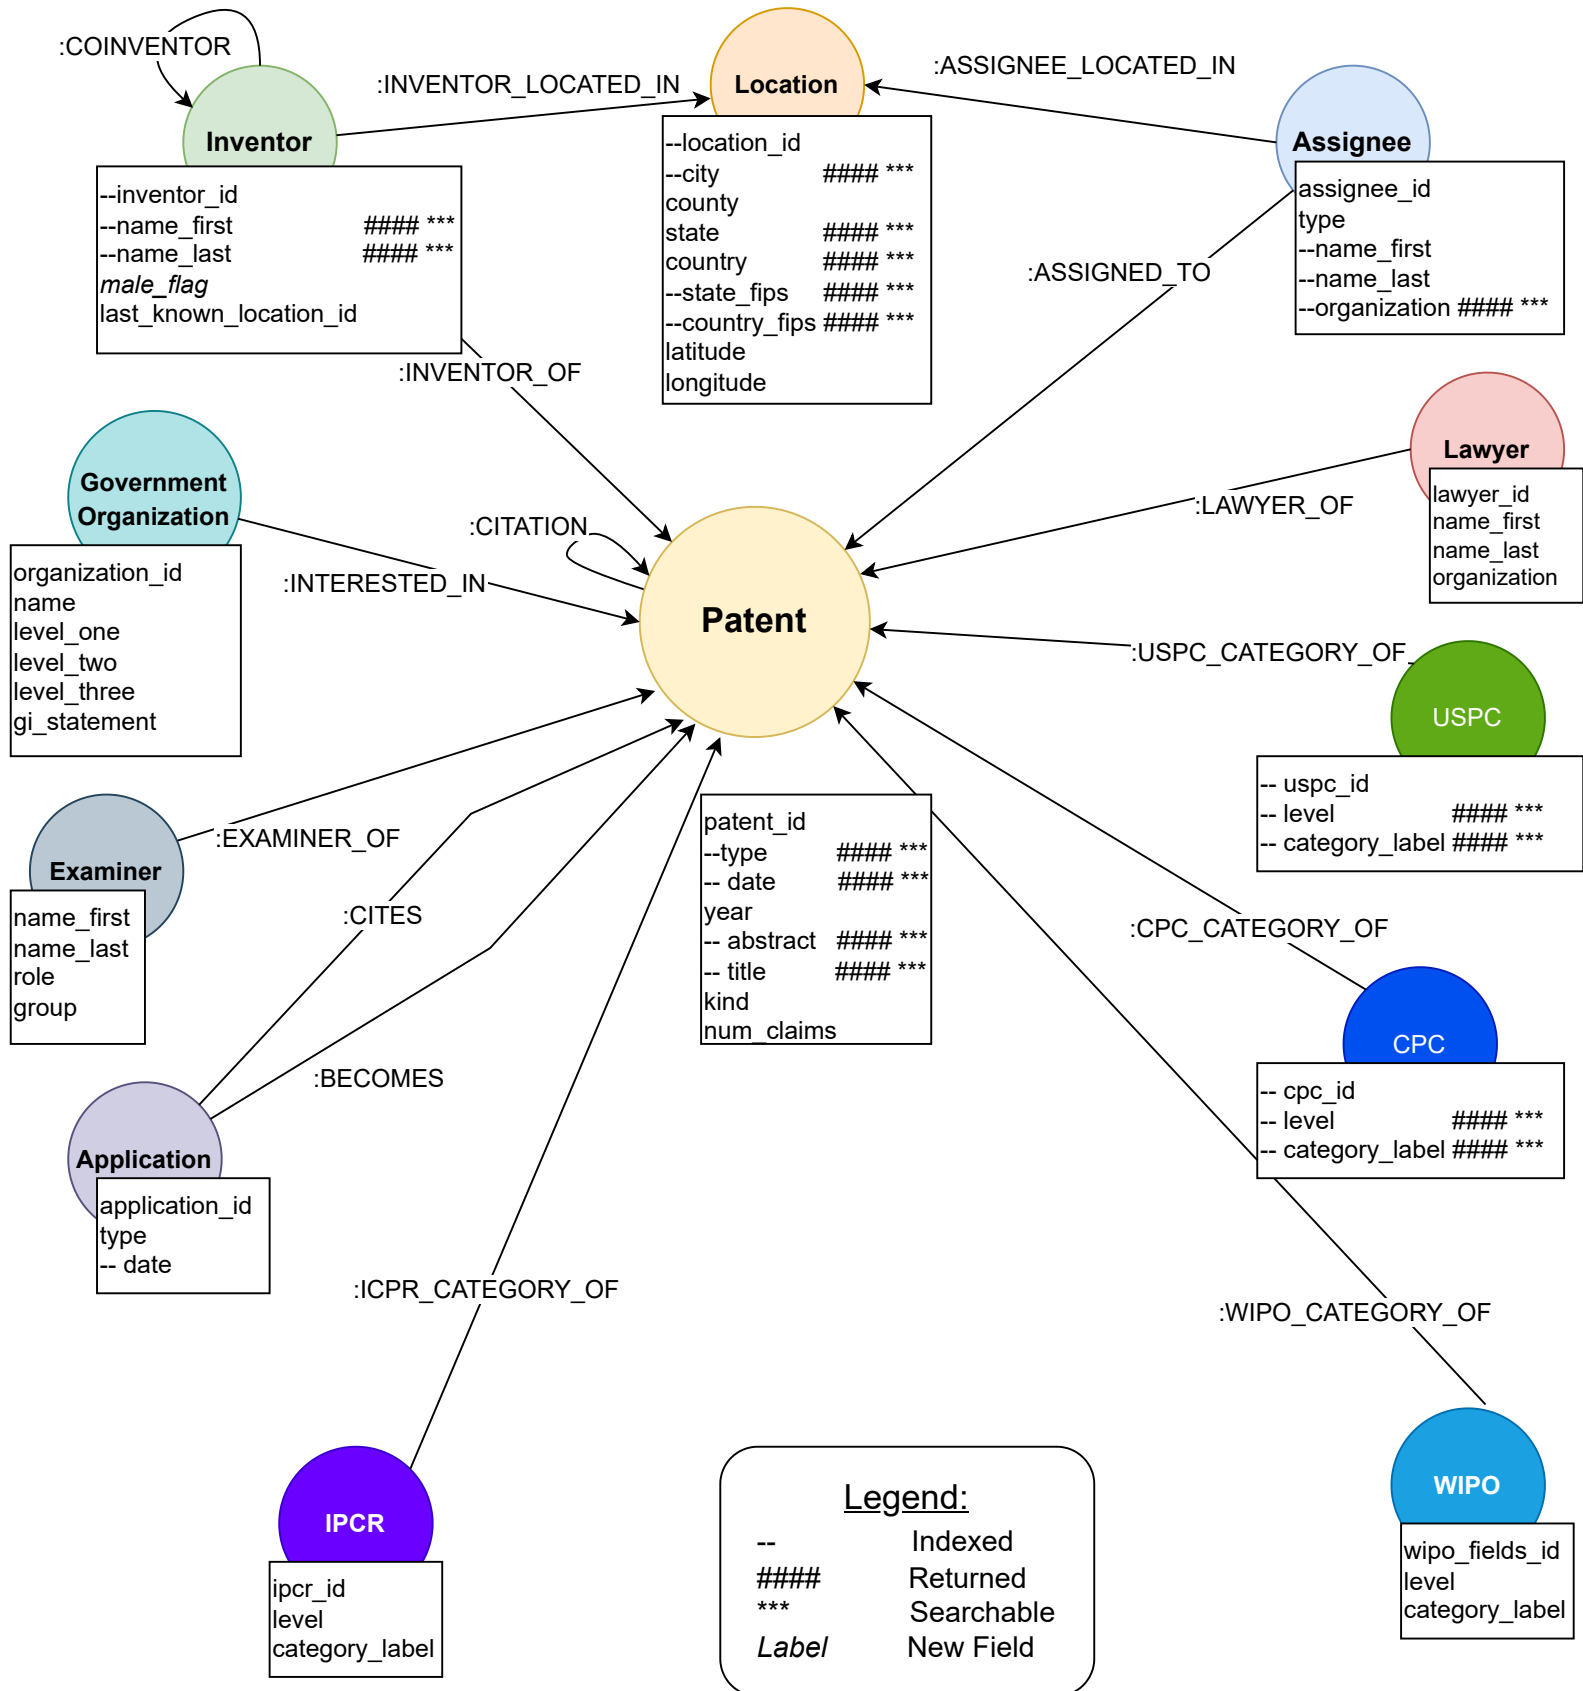 :COINVENTOR
Inventor
--inventor_id
--name_first #### ***
--name_last #### ***
male_flag
last_known_location_id
:INVENTOR_LOCATED_IN
Location
--location_id
--city #### ***
county
state #### ***
country #### ***
--state_fips #### ***
--country_fips #### ***
latitude
longitude
:ASSIGNEE_LOCATED_IN
Assignee
assignee_id
type
--name_first
--name_last
--organization #### ***
:ASSIGNED_TO
:INVENTOR_OF
Government
Organization
organization_id
name
level_one
level_two
level_three
gi_statement
:INTERESTED_IN
:CITATION
Patent
patent_id
--type #### ***
-- date #### ***
year
-- abstract #### ***
-- title #### ***
kind
num_claims
Lawyer
lawyer_id
name_first
name_last
organization
:LAWYER_OF
:USPC_CATEGORY_OF
USPC
-- uspc_id
-- level #### ***
-- category_label #### ***
Examiner
name_first
name_last
role
group
:EXAMINER_OF
:CITES
:BECOMES
Application
application_id
type
-- date
:CPC_CATEGORY_OF
CPC
-- cpc_id
-- level #### ***
-- category_label #### ***
:ICPR_CATEGORY_OF
IPCR
ipcr_id
level
category_label
:WIPO_CATEGORY_OF
WIPO
wipo_fields_id
level
category_label
Legend:
-- Indexed
#### Returned
*** Searchable
Label New Field